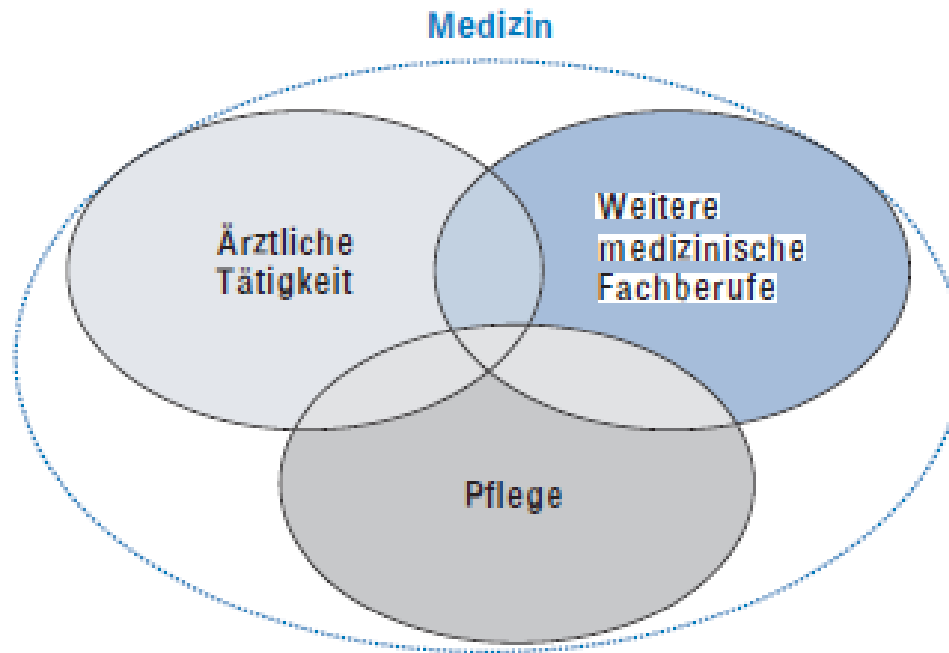 Medizin
Ärztliche
Tätigkeit
Weitere
medizinische
Fachberufe
Pflege